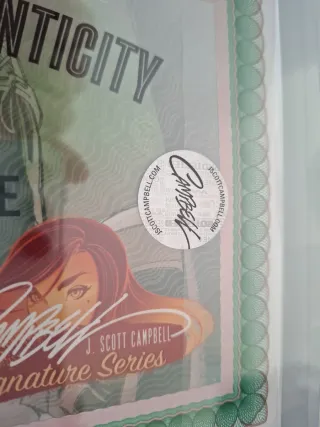 NTICITY
E
JSCOTTCAMPBELL.COM
CAMPBELL
JSCOTTCAMPBELL.COM
CAMPBELL
J. SCOTT CAMPBELL
gnature Series